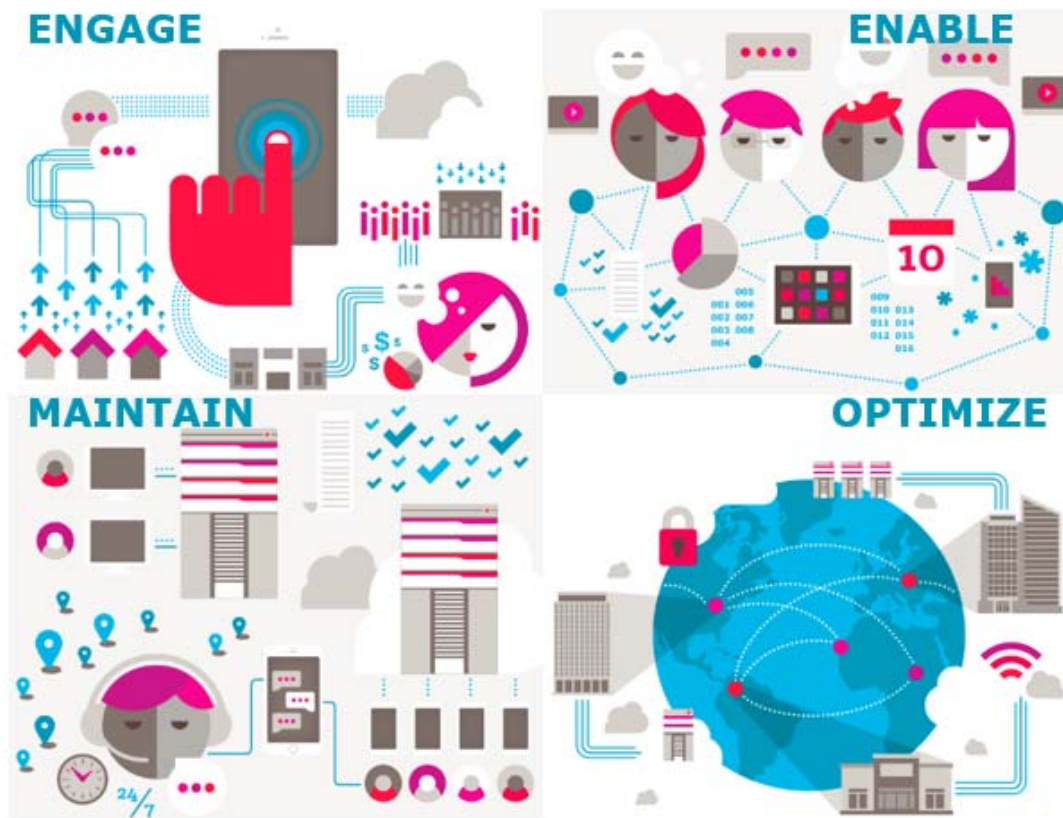 ENGAGE
ENABLE
10
005
001 006
002 007
003 008
004
009
010 013
011 014
012 015
016
$ $ $ $
MAINTAIN
OPTIMIZE
24/7